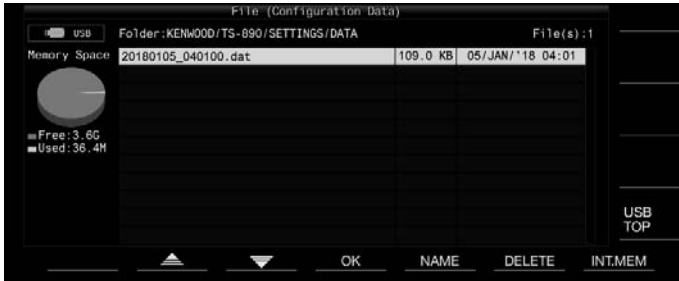 File (Configuration Data)
USB Folder:KENWOOD/TS-890/SETTINGS/DATA File(s):1
Memory Space 20180105_040100.dat 109.0 KB 05/JAN/'18 04:01
Free:3.6G
Used:36.4M
USB
TOP
OK NAME DELETE INT.MEM